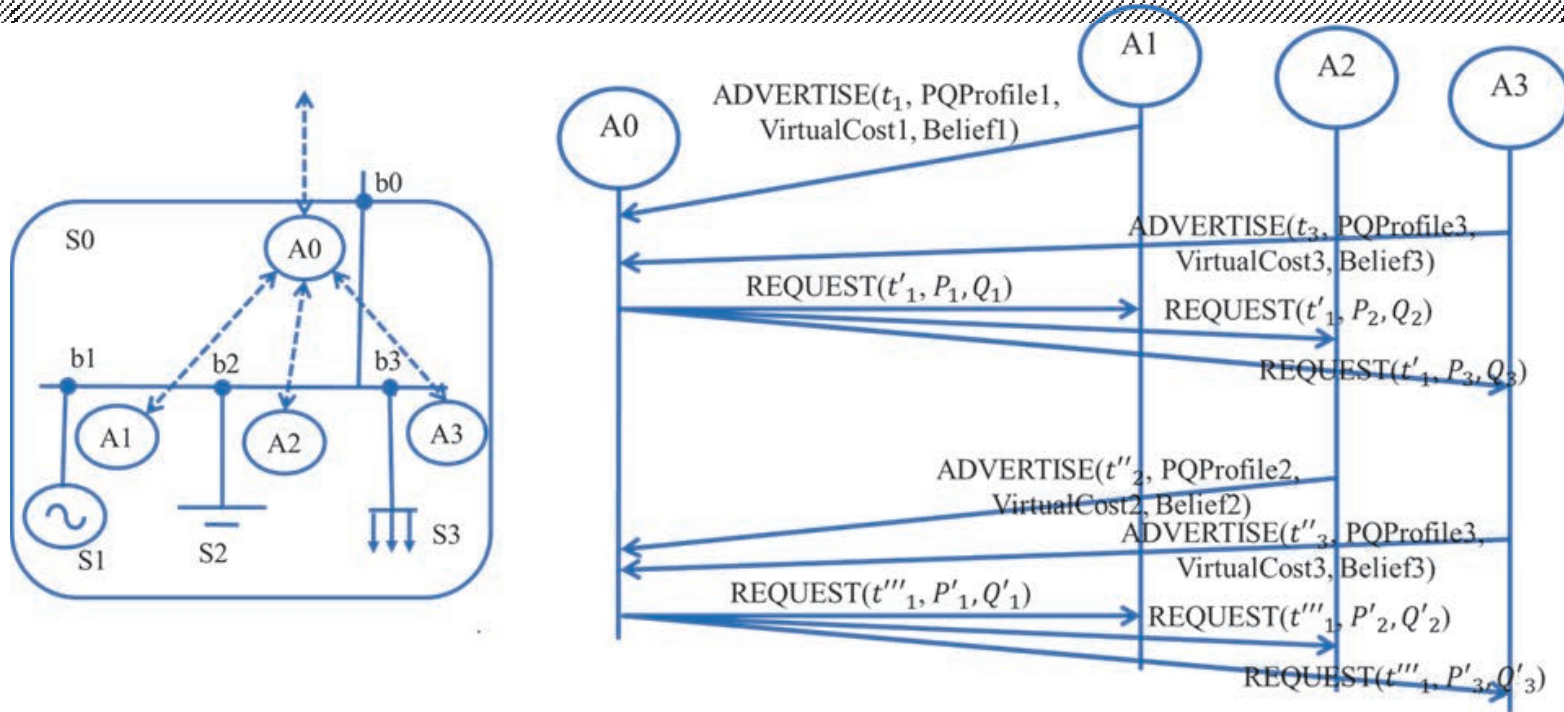 b0
S0
A0
b1
b2
b3
A1
A2
A3
S1
S2
S3
A0
A1
A2
A3
ADVERTISE(t₁, PQProfile1,
VirtualCost1, Belief1)
ADVERTISE(t₃, PQProfile3,
VirtualCost3, Belief3)
REQUEST(t′₁, P₁, Q₁)
REQUEST(t′₁, P₂, Q₂)
REQUEST(t′₁, P₃, Q₃)
ADVERTISE(t″₂, PQProfile2,
VirtualCost2, Belief2)
ADVERTISE(t″₃, PQProfile3,
VirtualCost3, Belief3)
REQUEST(t‴₁, P′₁, Q′₁)
REQUEST(t‴₁, P′₂, Q′₂)
REQUEST(t‴₁, P′₃, Q′₃)